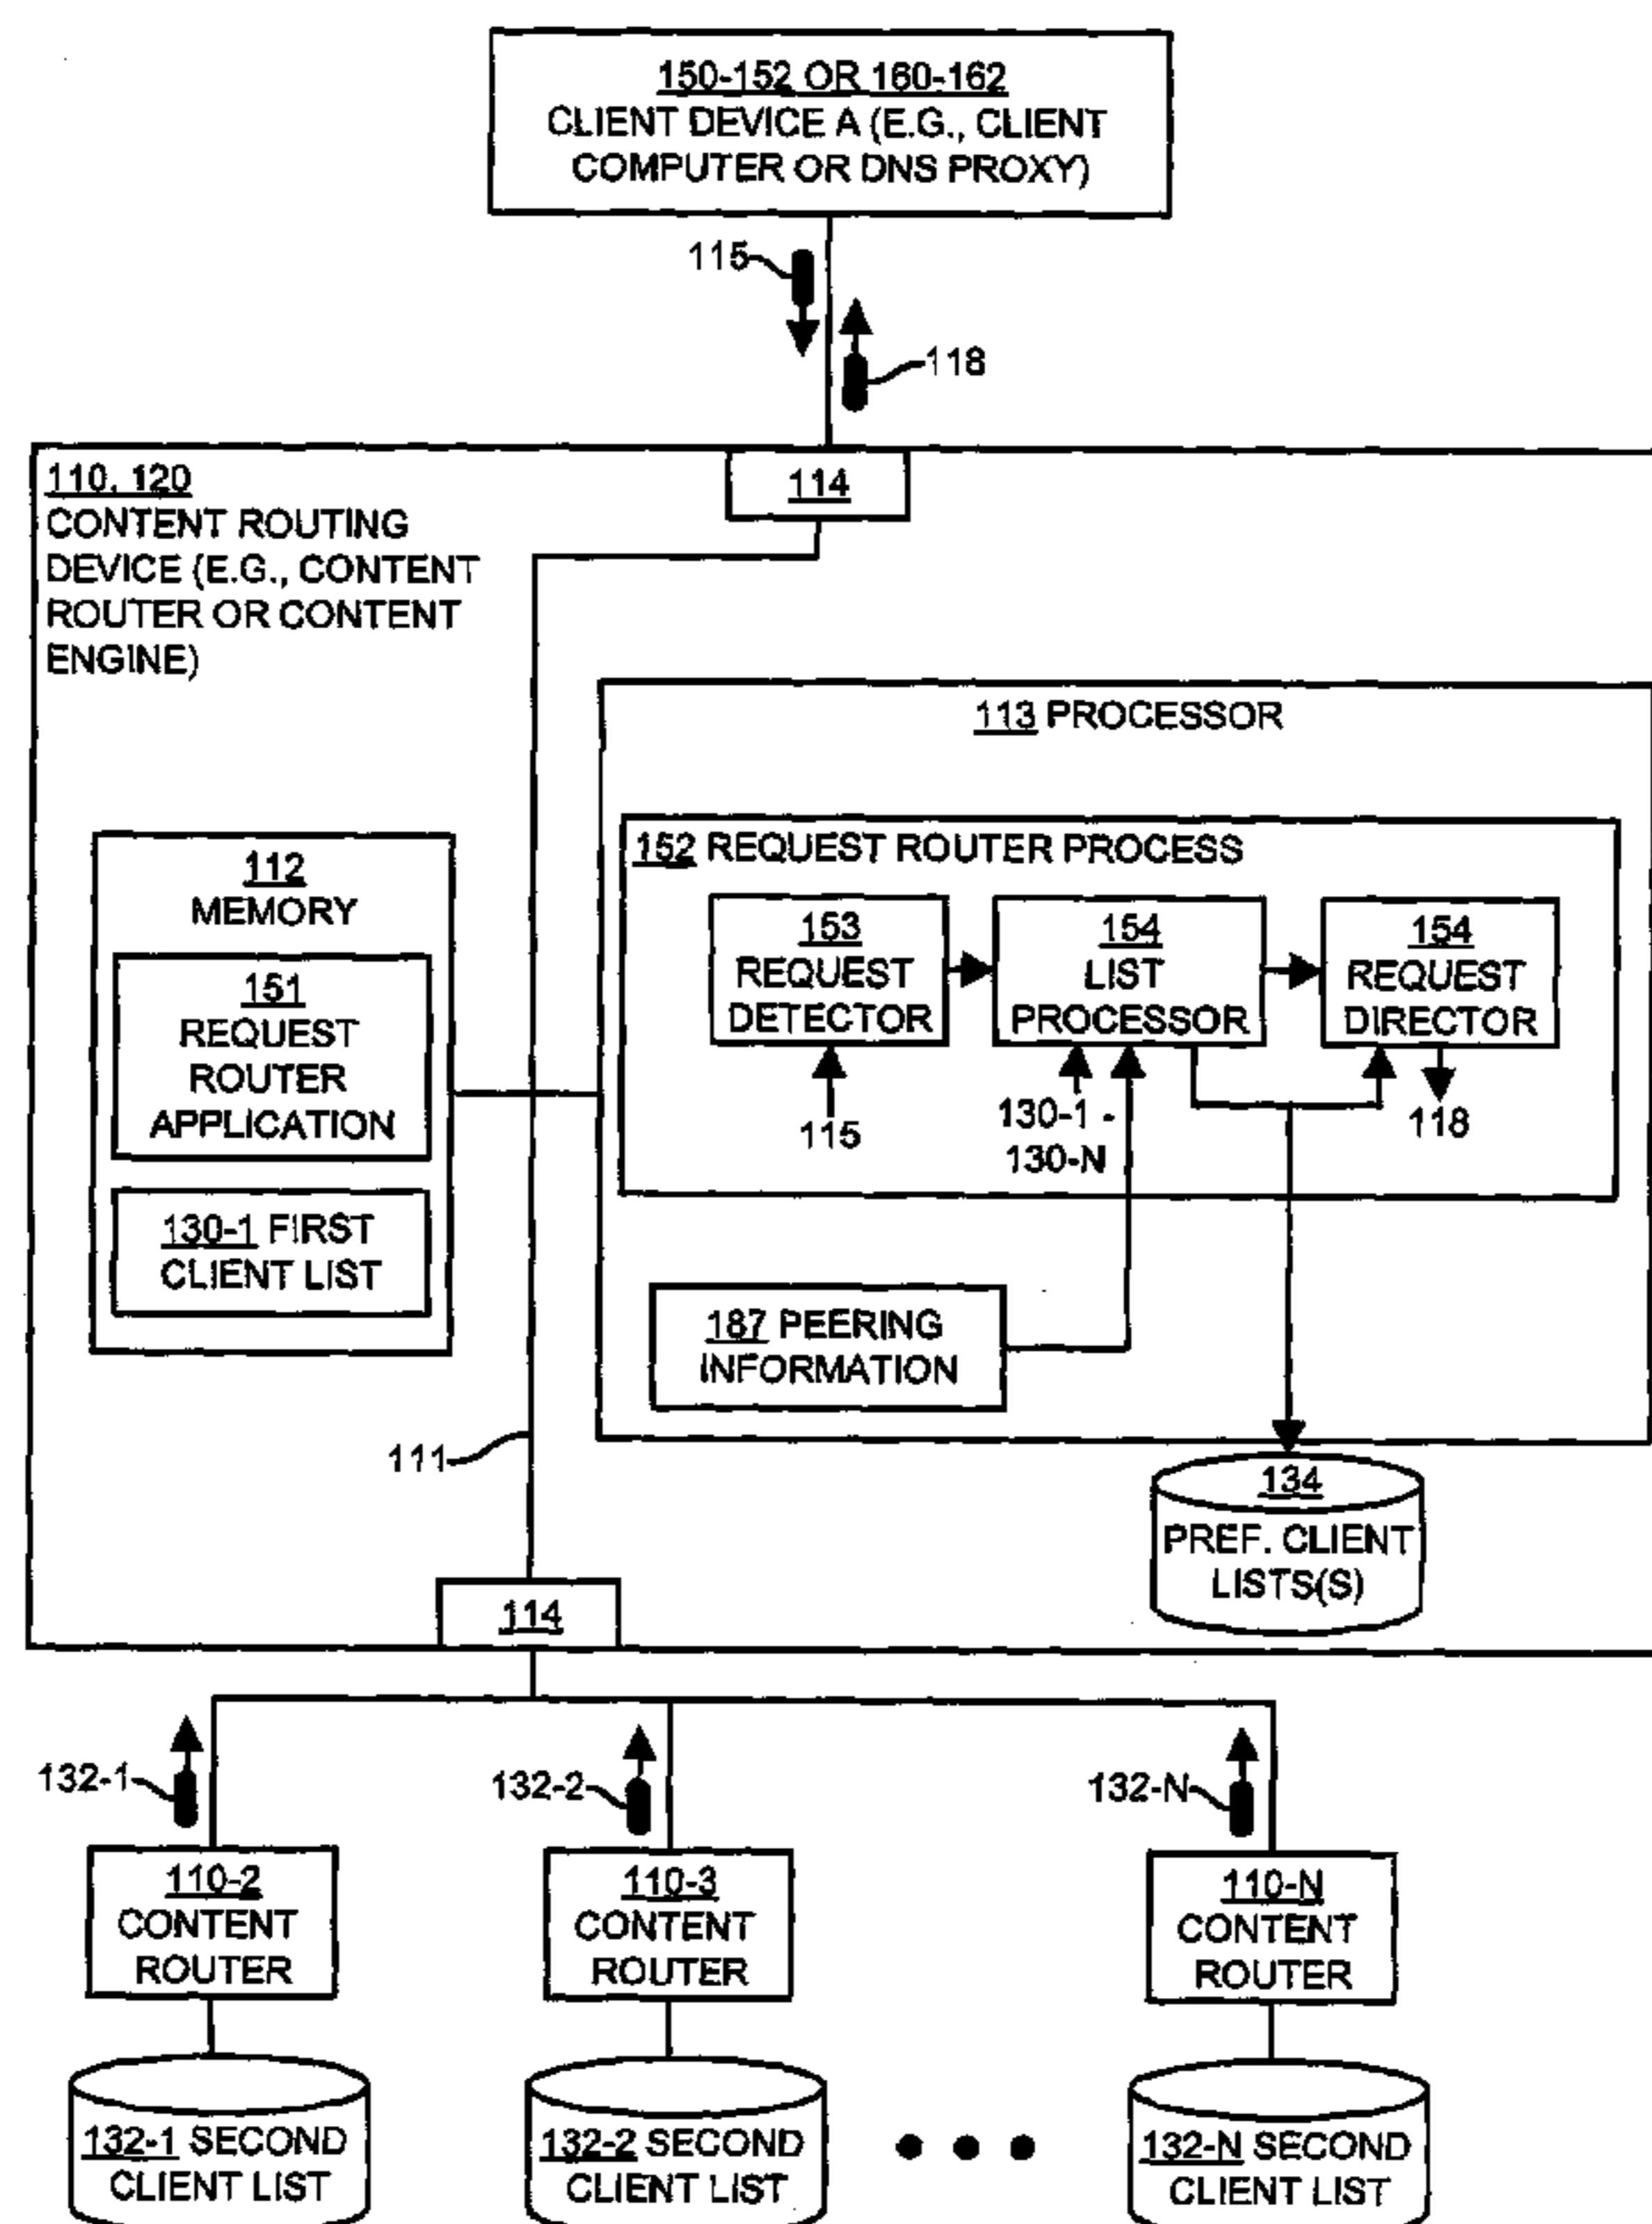 150-152 OR 160-162
CLIENT DEVICE A (E.G., CLIENT
COMPUTER OR DNS PROXY)
115
118
110, 120
CONTENT ROUTING
DEVICE (E.G., CONTENT
ROUTER OR CONTENT
ENGINE)
114
113 PROCESSOR
152 REQUEST ROUTER PROCESS
153
REQUEST
DETECTOR
154
LIST
PROCESSOR
154
REQUEST
DIRECTOR
115
130-1 -
130-N
118
112
MEMORY
151
REQUEST
ROUTER
APPLICATION
130-1 FIRST
CLIENT LIST
187 PEERING
INFORMATION
111
134
PREF. CLIENT
LISTS(S)
114
132-1
132-2
132-N
110-2
CONTENT
ROUTER
110-3
CONTENT
ROUTER
110-N
CONTENT
ROUTER
132-1 SECOND
CLIENT LIST
132-2 SECOND
CLIENT LIST
132-N SECOND
CLIENT LIST